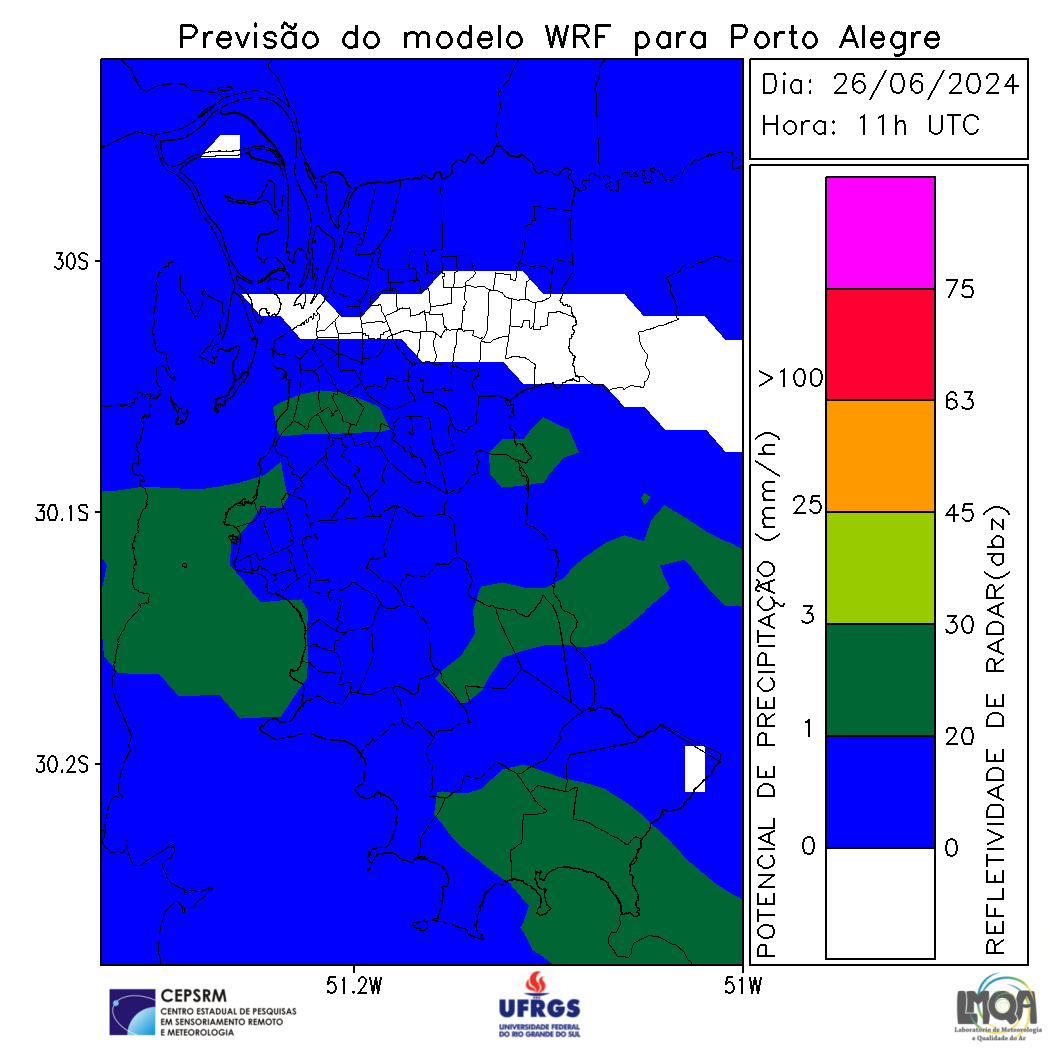 Previsão do modelo WRF para Porto Alegre
Dia: 26/06/2024
Hora: 11h UTC
30S
30.1S
30.2S
51.2W
51W
POTENCIAL DE PRECIPITAÇÃO (mm/h)
>100
25
3
1
0
75
63
45
30
20
0
REFLETIVIDADE DE RADAR(dbz)
CEPSRM
CENTRO ESTADUAL DE PESQUISAS
EM SENSORIAMENTO REMOTO
E METEOROLOGIA
UFRGS
UNIVERSIDADE FEDERAL
DO RIO GRANDE DO SUL
LMQA
Laboratório de Meteorologia
e Qualidade do Ar